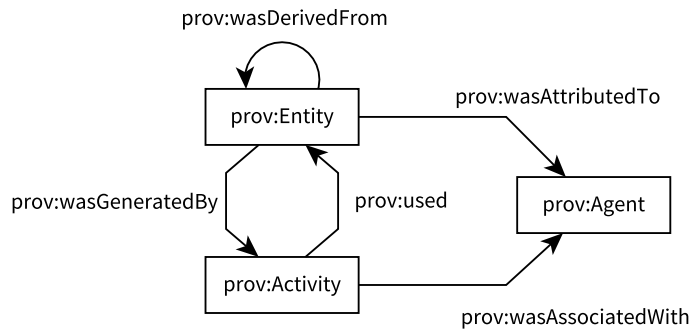 prov:wasDerivedFrom
prov:wasAttributedTo
prov:Entity
prov:wasGeneratedBy
prov:used
prov:Agent
prov:Activity
prov:wasAssociatedWith